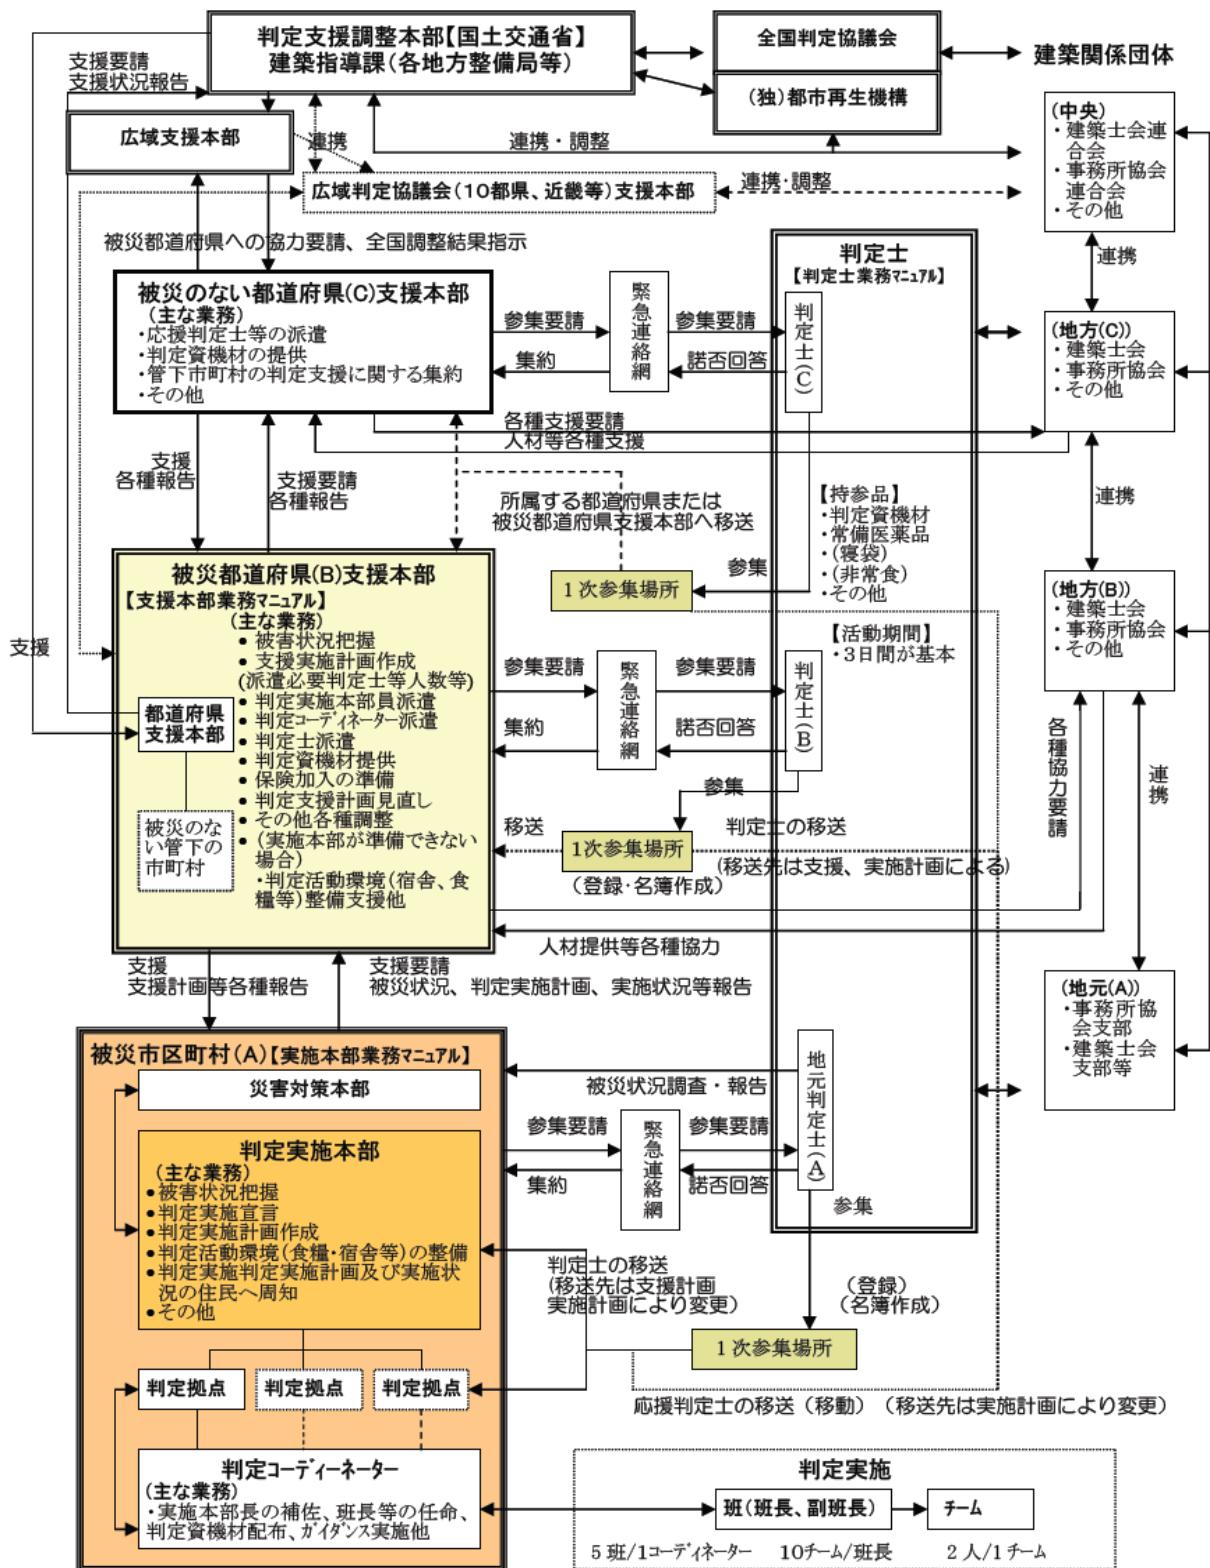 判定支援調整本部【国土交通省】
建築指導課(各地方整備局等)
全国判定協議会
(独)都市再生機構
建築関係団体
支援要請
支援状況報告
広域支援本部
連携
連携・調整
広域判定協議会(10都県、近畿等)支援本部
連携・調整
(中央)
・建築士会連
合会
・事務所協会
連合会
・その他
被災都道府県への協力要請、全国調整結果指示
判定士
【判定士業務マニュアル】
連携
被災のない都道府県(C)支援本部
(主な業務)
・応援判定士等の派遣
・判定資機材の提供
・管下市町村の判定支援に関する集約
・その他
参集要請
集約
緊急連絡網
参集要請
諾否回答
判定士(C)
(地方(C))
・建築士会
・事務所協会
・その他
各種支援要請
人材等各種支援
支援
各種報告
支援要請
各種報告
所属する都道府県または
被災都道府県支援本部へ移送
【持参品】
・判定資機材
・常備医薬品
・(寝袋)
・(非常食)
・その他
連携
参集
1次参集場所
被災都道府県(B)支援本部
【支援本部業務マニュアル】
(主な業務)
● 被害状況把握
● 支援実施計画作成
(派遣必要判定士等人数等)
● 判定実施本部員派遣
● 判定コーディネーター派遣
● 判定士派遣
● 判定資機材提供
● 保険加入の準備
● 判定支援計画見直し
● その他各種調整
● (実施本部が準備できない
場合)
・判定活動環境(宿舎、食
糧等)整備支援他
支援
都道府県
支援本部
被災のな
い管下の
市町村
【活動期間】
・3日間が基本
(地方(B))
・建築士会
・事務所協会
・その他
参集要請
集約
緊急連絡網
参集要請
諾否回答
判定士(B)
各種協力要請
連携
参集
移送
1次参集場所
(登録・名簿作成)
判定士の移送
(移送先は支援、実施計画による)
人材提供等各種協力
支援
支援計画等各種報告
支援要請
被災状況、判定実施計画、実施状況等報告
(地元(A))
・事務所協
会支部
・建築士会
支部等
被災市区町村(A)【実施本部業務マニュアル】
災害対策本部
被災状況調査・報告
参集要請
集約
緊急連絡網
参集要請
諾否回答
地元判定士(A)
参集
判定実施本部
(主な業務)
●被害状況把握
●判定実施宣言
●判定実施計画作成
●判定活動環境(食糧・宿舎等)の整備
●判定実施判定実施計画及び実施状
況の住民へ周知
●その他
判定士の移送
(移送先は支援計画
実施計画により変更)
(登録)
(名簿作成)
1次参集場所
判定拠点
判定拠点
判定拠点
応援判定士の移送(移動) (移送先は実施計画により変更)
判定コーディーネーター
(主な業務)
・実施本部長の補佐、班長等の任命、
判定資機材配布、ガイダンス実施他
判定実施
班(班長、副班長)
チーム
5班/1コーディネーター 10チーム/班長 2人/1チーム